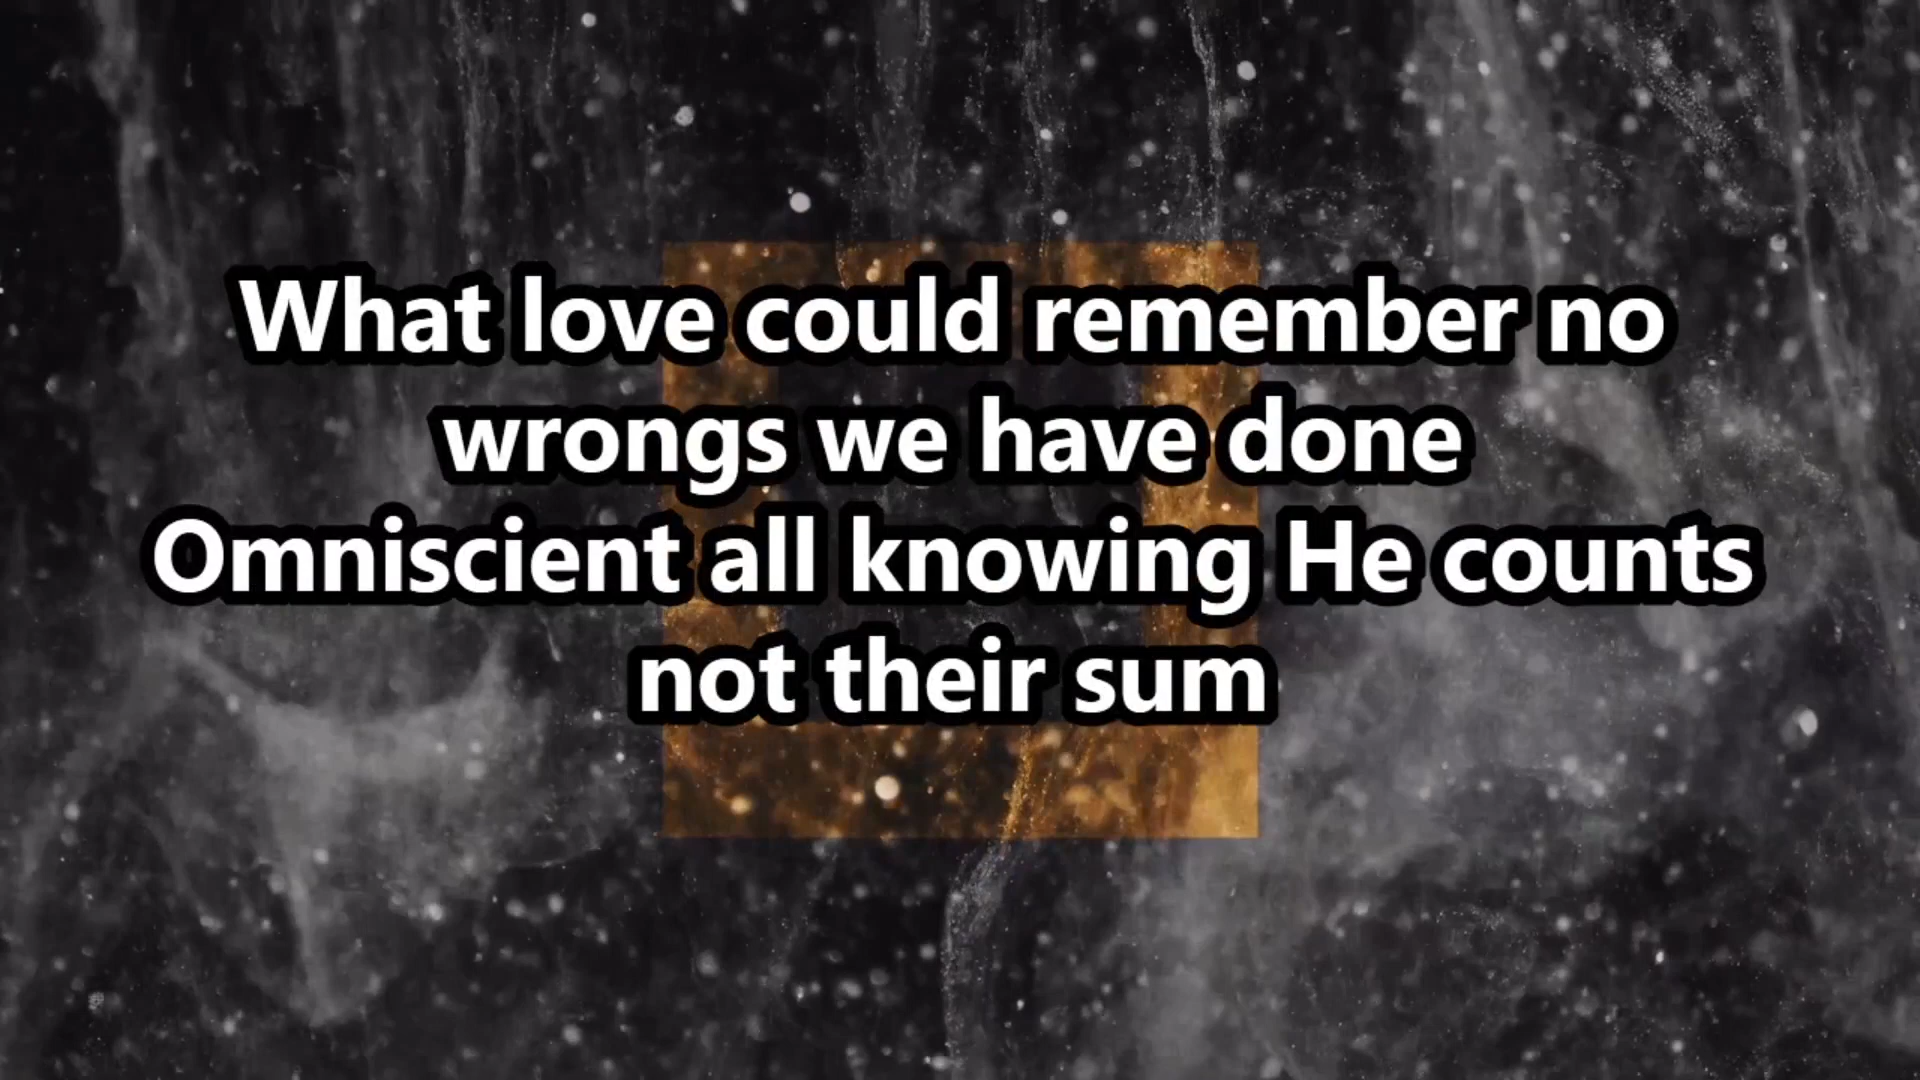 What love could remember no
wrongs we have done
Omniscient all knowing He counts
not their sum